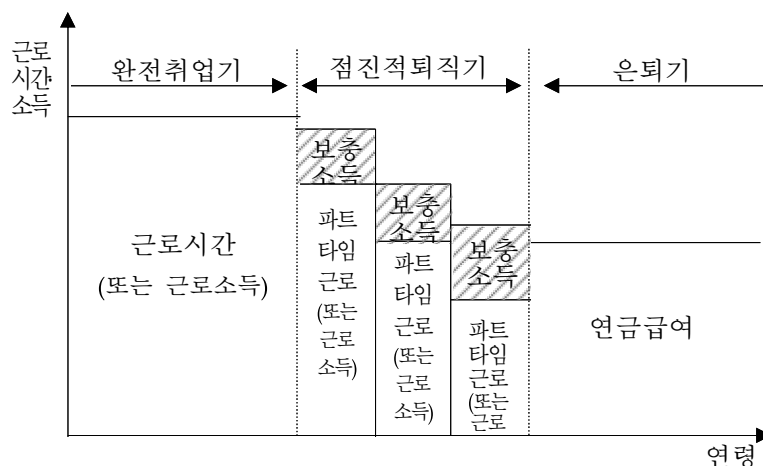 근로
시간·
소득
완전취업기
점진적퇴직기
은퇴기
근로시간
(또는 근로소득)
보충
소득
파트
타임
근로
(또는
근로
소득)
보충
소득
파트
타임
근로
(또는
근로
소득)
보충
소득
파트
타임
근로
(또는
근로
연금급여
연령